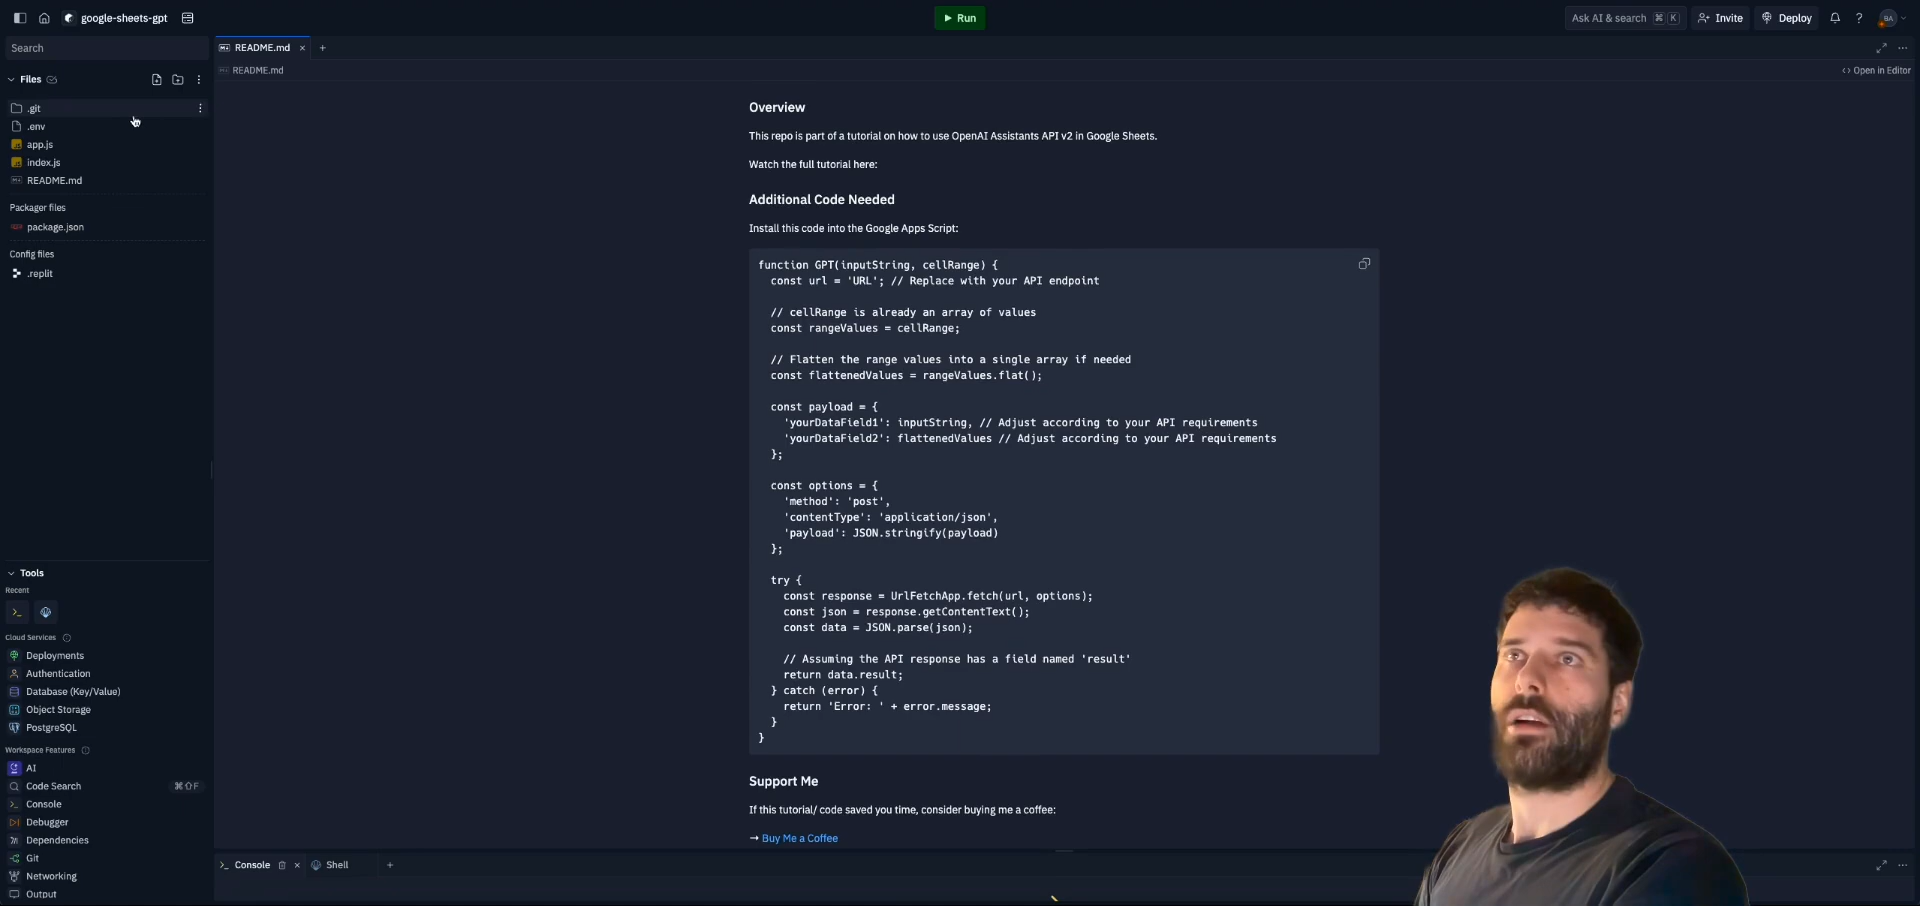 google-sheets-gpt
Run
Ask AI & search ⌘ K
Invite
Deploy
BA
Search
README.md
README.md
Open in Editor
Files
.git
.env
app.js
index.js
README.md
Packager files
package.json
Config files
.replit
Overview
This repo is part of a tutorial on how to use OpenAI Assistants API v2 in Google Sheets.
Watch the full tutorial here:
Additional Code Needed
Install this code into the Google Apps Script:
function GPT(inputString, cellRange) {
const url = 'URL'; // Replace with your API endpoint
// cellRange is already an array of values
const rangeValues = cellRange;
// Flatten the range values into a single array if needed
const flattenedValues = rangeValues.flat();
const payload = {
'yourDataField1': inputString, // Adjust according to your API requirements
'yourDataField2': flattenedValues // Adjust according to your API requirements
};
const options = {
'method': 'post',
'contentType': 'application/json',
'payload': JSON.stringify(payload)
};
try {
const response = UrlFetchApp.fetch(url, options);
const json = response.getContentText();
const data = JSON.parse(json);
// Assuming the API response has a field named 'result'
return data.result;
} catch (error) {
return 'Error: ' + error.message;
}
}
Support Me
If this tutorial/ code saved you time, consider buying me a coffee:
→ Buy Me a Coffee
Tools
Recent
Cloud Services
Deployments
Authentication
Database (Key/Value)
Object Storage
PostgreSQL
Workspace Features
AI
Code Search ⌘⇧F
Console
Debugger
Dependencies
Git
Networking
Output
Console
Shell